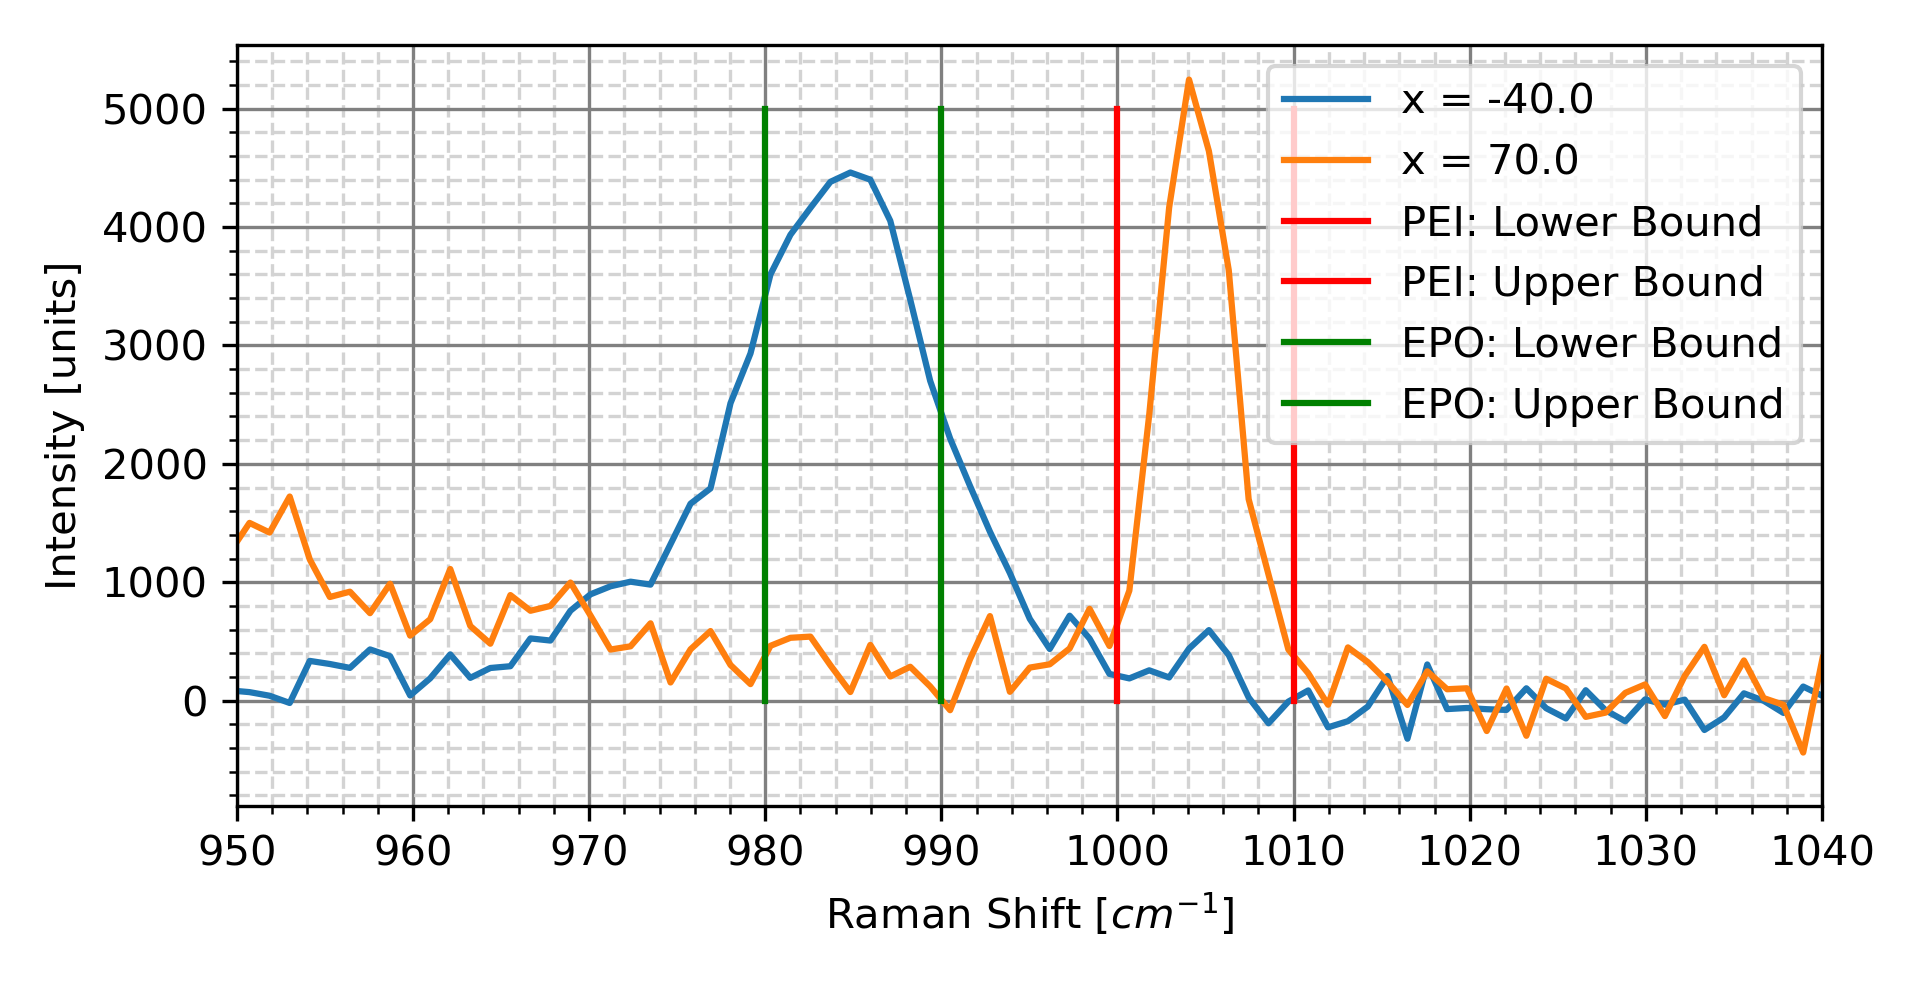 5000
4000
3000
2000
1000
0
Intensity [units]
x = -40.0
x = 70.0
PEI: Lower Bound
PEI: Upper Bound
EPO: Lower Bound
EPO: Upper Bound
950 960 970 980 990 1000 1010 1020 1030 1040
Raman Shift [cm⁻¹]